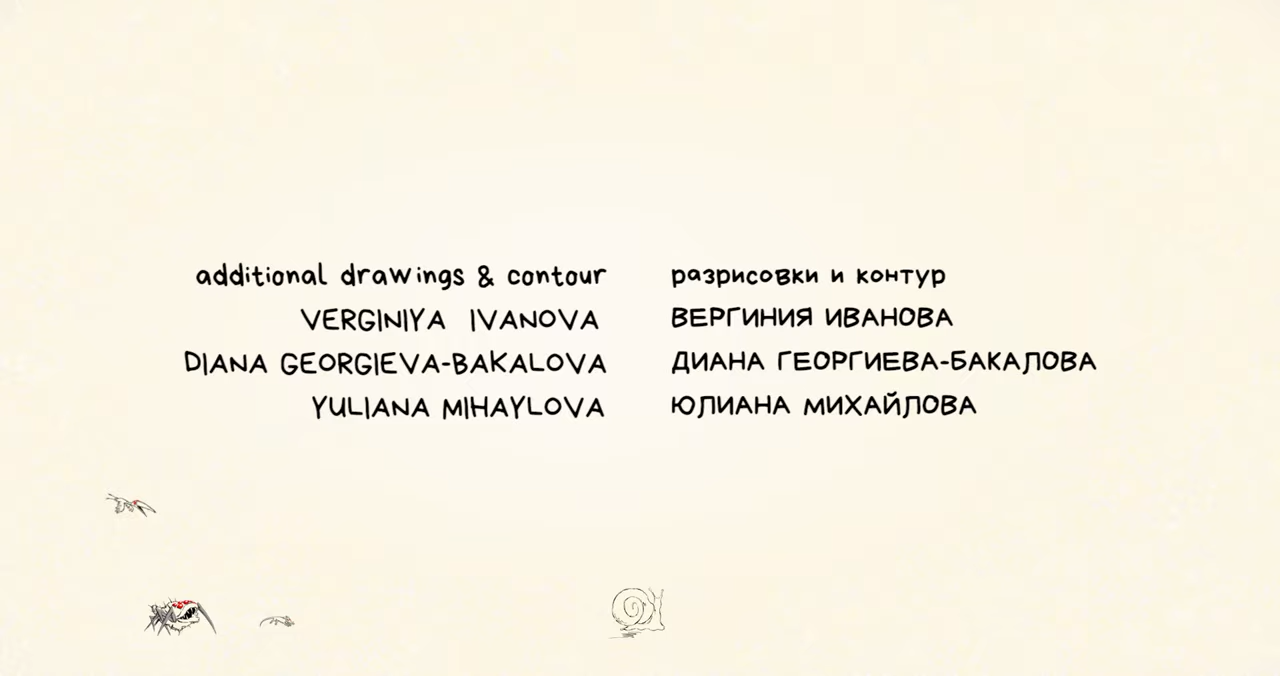 additional drawings & contour
VERGINIYA IVANOVA
DIANA GEORGIEVA-BAKALOVA
YULIANA MIHAYLOVA
разрисовки и контур
ВЕРГИНИЯ ИВАНОВА
ДИАНА ГЕОРГИЕВА-БАКАЛОВА
ЮЛИАНА МИХАЙЛОВА